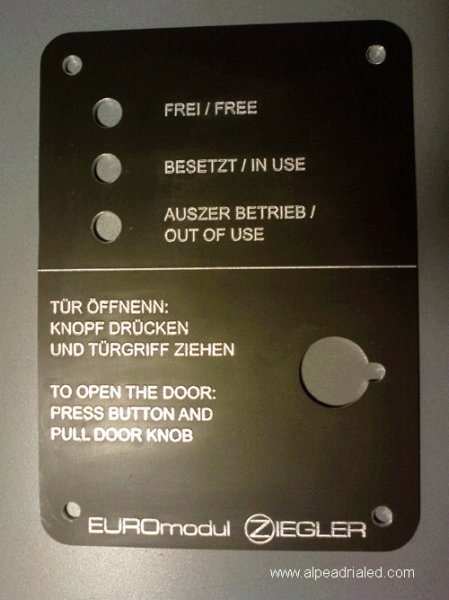 FREI / FREE
BESETZT / IN USE
AUSZER BETRIEB /
OUT OF USE
TÜR ÖFFNENN:
KNOPF DRÜCKEN
UND TÜRGRIFF ZIEHEN
TO OPEN THE DOOR:
PRESS BUTTON AND
PULL DOOR KNOB
EUROmodul ZIEGLER
www.alpeadrialed.com